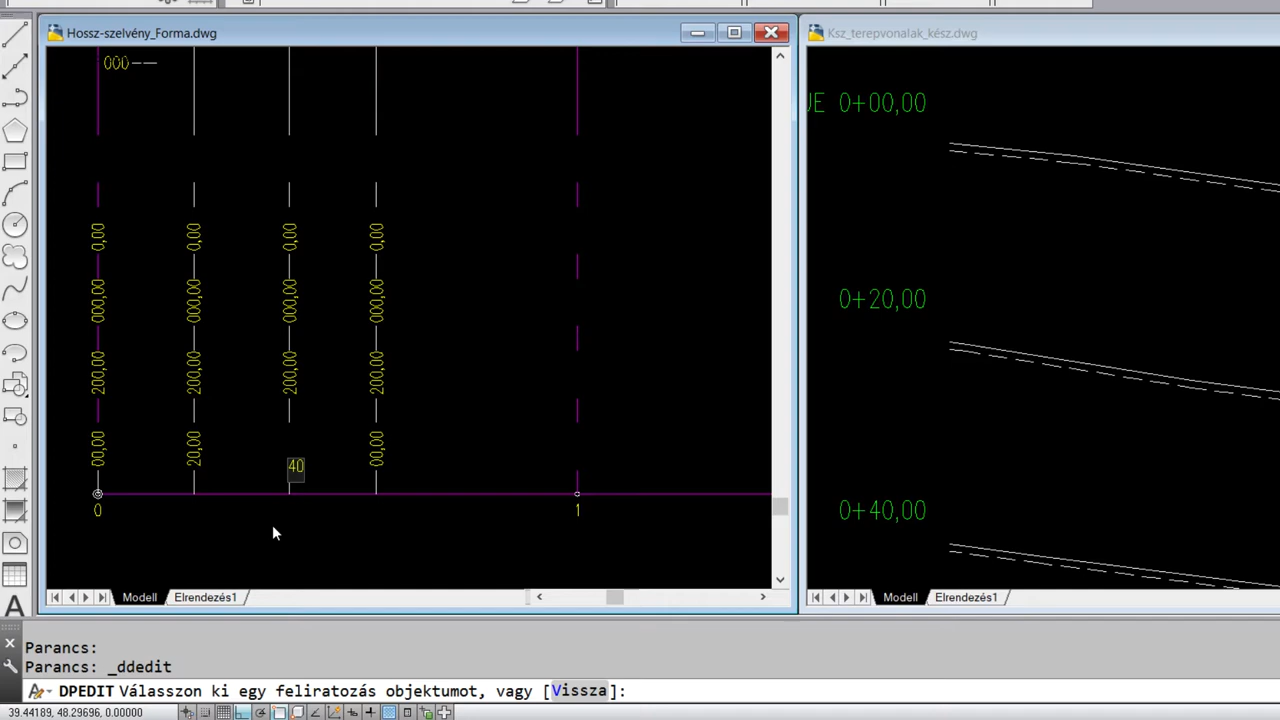 Hossz-szelvény_Forma.dwg
000
0,00 0,00 0,00 0,00
000,00 000,00 000,00 000,00
200,00 200,00 200,00 200,00
00,00 20,00 40 00,00
0 1
Modell Elrendezés1
Ksz_terepvonalak_kész.dwg
0+00,00
0+20,00
0+40,00
Modell Elrendezés1
Parancs:
Parancs: _ddedit
DPEDIT Válasszon ki egy feliratozás objektumot, vagy [Vissza]:
39.44189, 48.29696, 0.00000